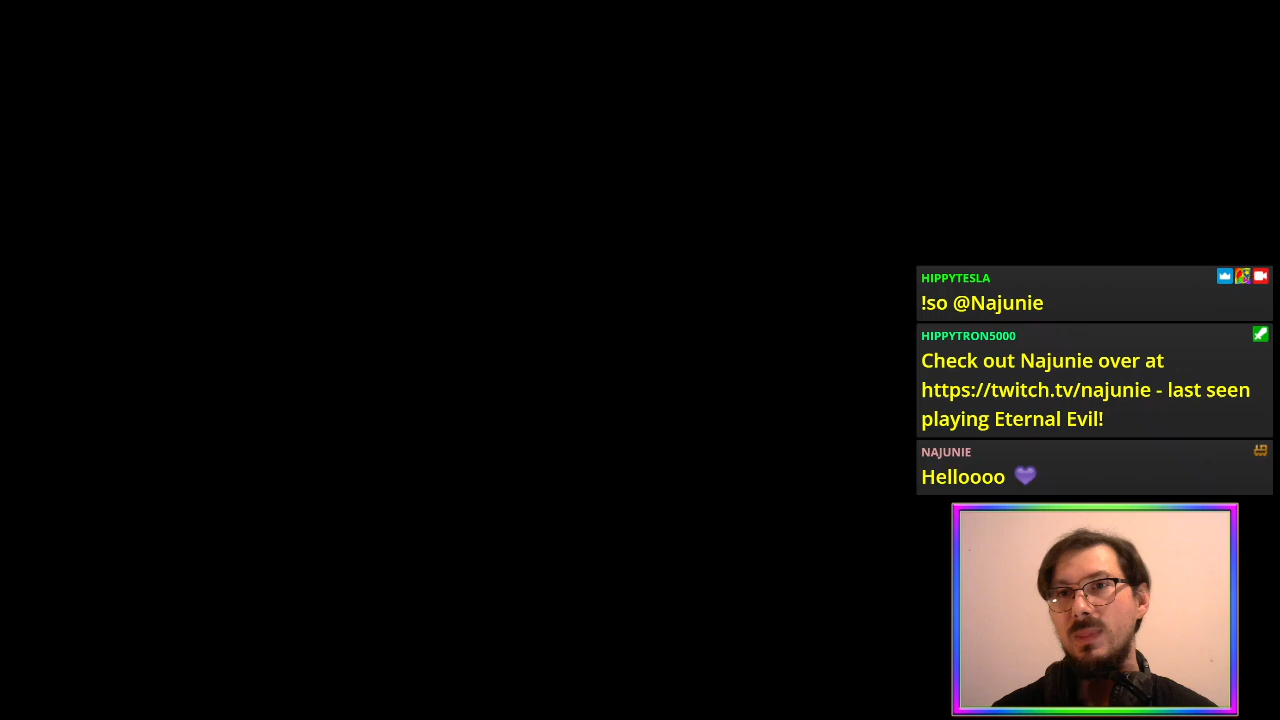 HIPPYTESLA
!so @Najunie
HIPPYTRON5000
Check out Najunie over at
https://twitch.tv/najunie - last seen
playing Eternal Evil!
NAJUNIE
Helloooo 💜